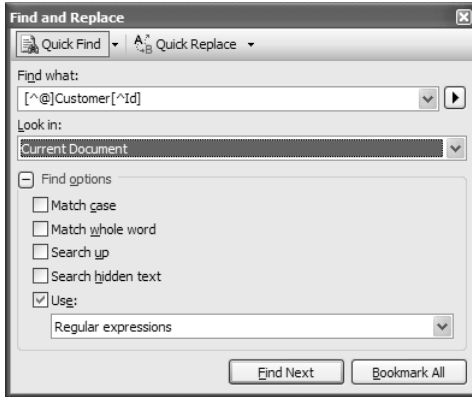 Find and Replace
Quick Find Quick Replace
Find what:
[^@]Customer[^Id]
Look in:
Current Document
Find options
Match case
Match whole word
Search up
Search hidden text
Use:
Regular expressions
Find Next Bookmark All